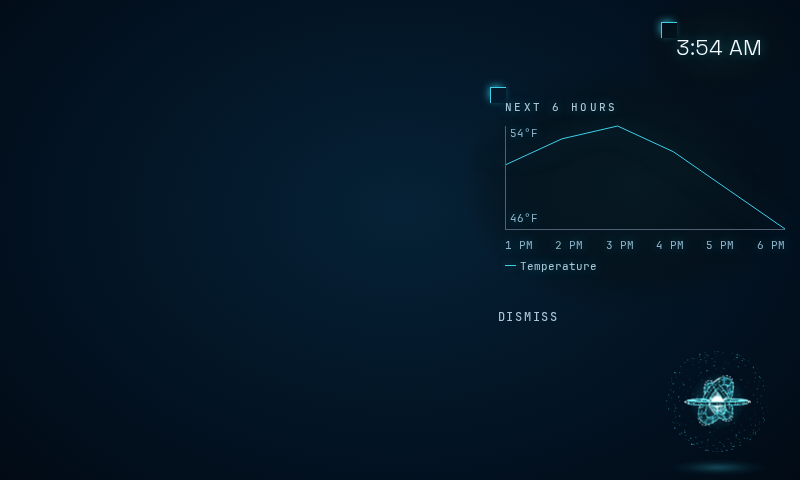 3:54 AM
NEXT 6 HOURS
54°F
46°F
1 PM 2 PM 3 PM 4 PM 5 PM 6 PM
Temperature
DISMISS